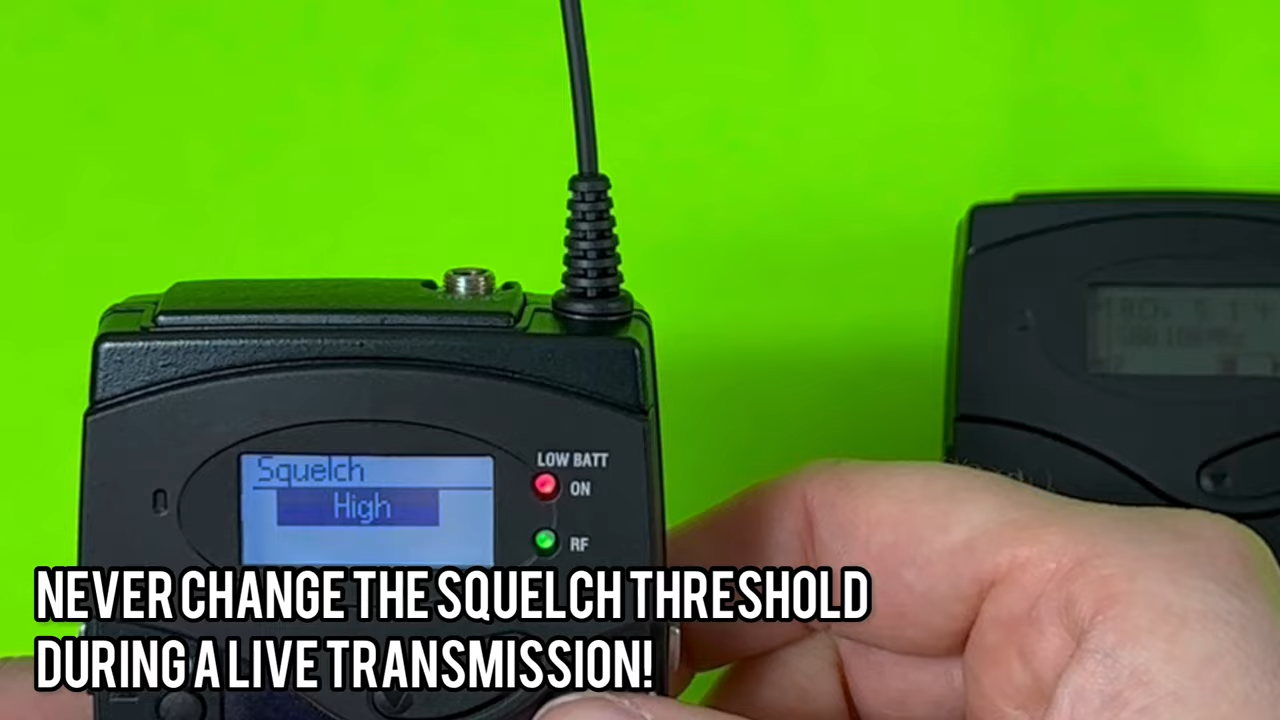 Squelch
High
LOW BATT
ON
RF
NEVER CHANGE THE SQUELCH THRESHOLD
DURING A LIVE TRANSMISSION!